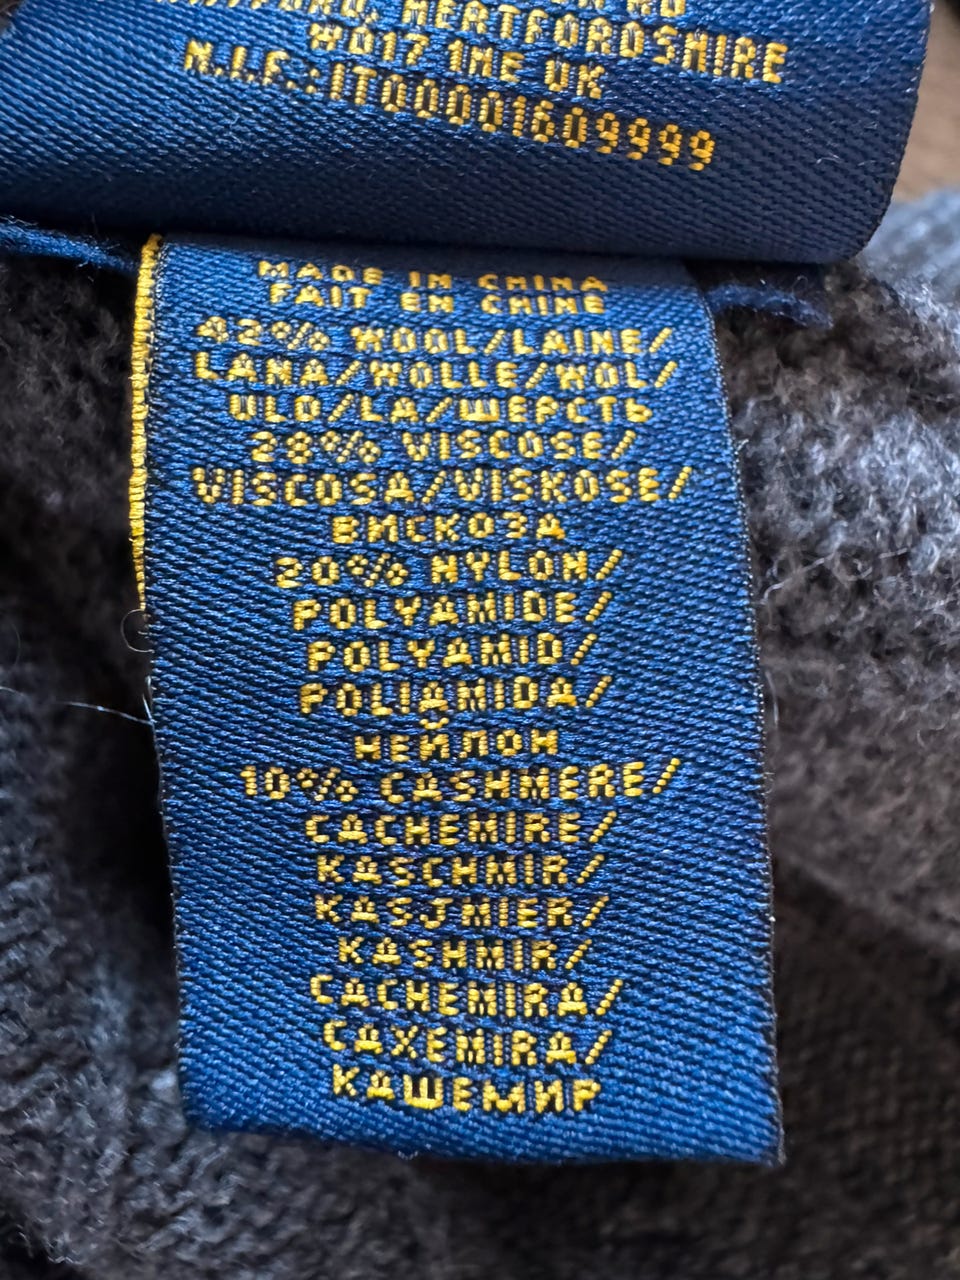 HERTFORDSHIRE
WD17 1HE UK
N.I.F.:IT00001609999
MADE IN CHINA
FAIT EN CHINE
42% WOOL/LAINE/
LANA/WOLLE/WOL/
ULD/LA/ШЕРСТЬ
28% VISCOSE/
VISCOSA/VISKOSE/
ВИСКОЗА
20% NYLON/
POLYAMIDE/
POLYAMID/
POLIAMIDA/
НЕЙЛОН
10% CASHMERE/
CACHEMIRE/
KASCHMIR/
KASJMIER/
KASHMIR/
CACHEMIRA/
CAXEMIRA/
КАШЕМИР